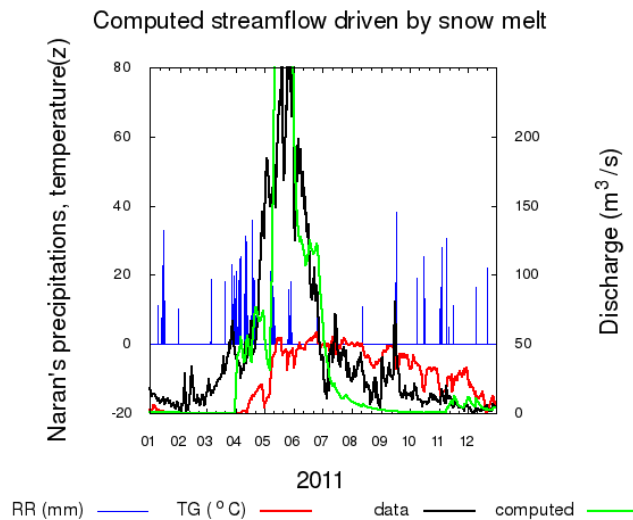 Computed streamflow driven by snow melt
Naran's precipitations, temperature(z)
80
60
40
20
0
-20
200
150
100
50
0
Discharge (m³/s)
01 02 03 04 05 06 07 08 09 10 11 12
2011
RR (mm) TG (°C) data computed